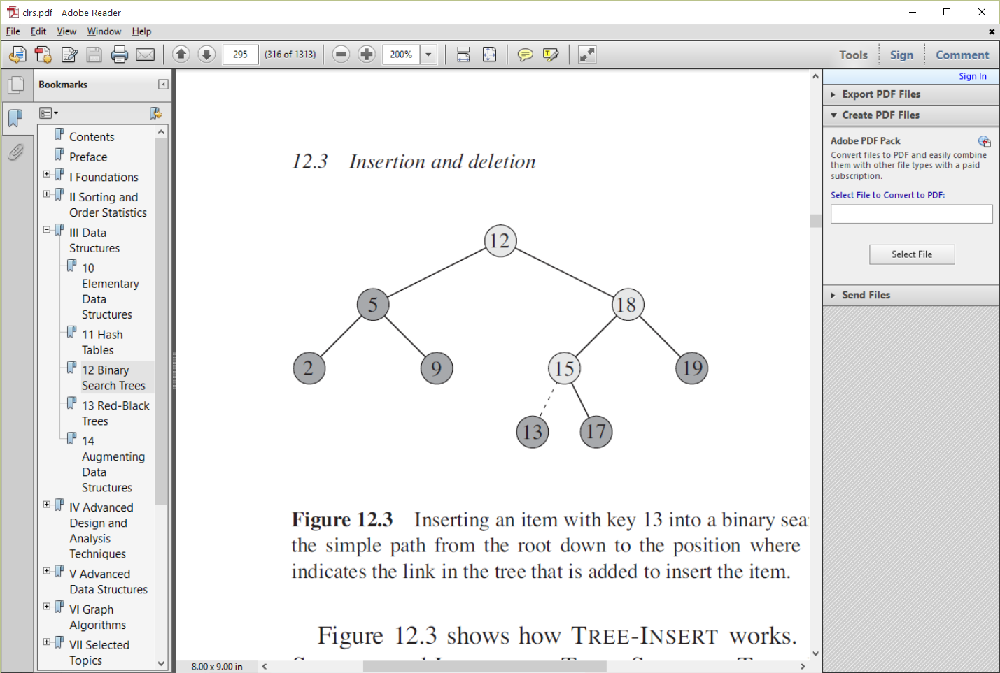 clrs.pdf - Adobe Reader
File Edit View Window Help
295 (316 of 1313) 200% Tools Sign Comment
Bookmarks
Contents
Preface
I Foundations
II Sorting and
Order Statistics
III Data
Structures
10
Elementary
Data
Structures
11 Hash
Tables
12 Binary
Search Trees
13 Red-Black
Trees
14
Augmenting
Data
Structures
IV Advanced
Design and
Analysis
Techniques
V Advanced
Data Structures
VI Graph
Algorithms
VII Selected
Topics
12.3 Insertion and deletion
12
5 18
2 9 15 19
13 17
Figure 12.3 Inserting an item with key 13 into a binary sea
the simple path from the root down to the position where
indicates the link in the tree that is added to insert the item.
Figure 12.3 shows how TREE-INSERT works.
8.00 x 9.00 in
Sign In
Export PDF Files
Create PDF Files
Adobe PDF Pack
Convert files to PDF and easily combine
them with other file types with a paid
subscription.
Select File to Convert to PDF:
Select File
Send Files